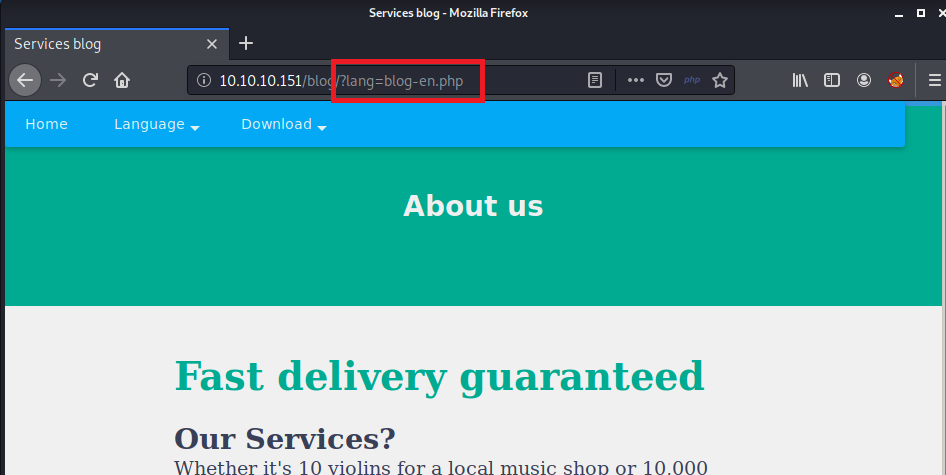 Services blog - Mozilla Firefox
Services blog
10.10.10.151/blog/?lang=blog-en.php
php
Home Language Download
About us
Fast delivery guaranteed
Our Services?
Whether it's 10 violins for a local music shop or 10.000